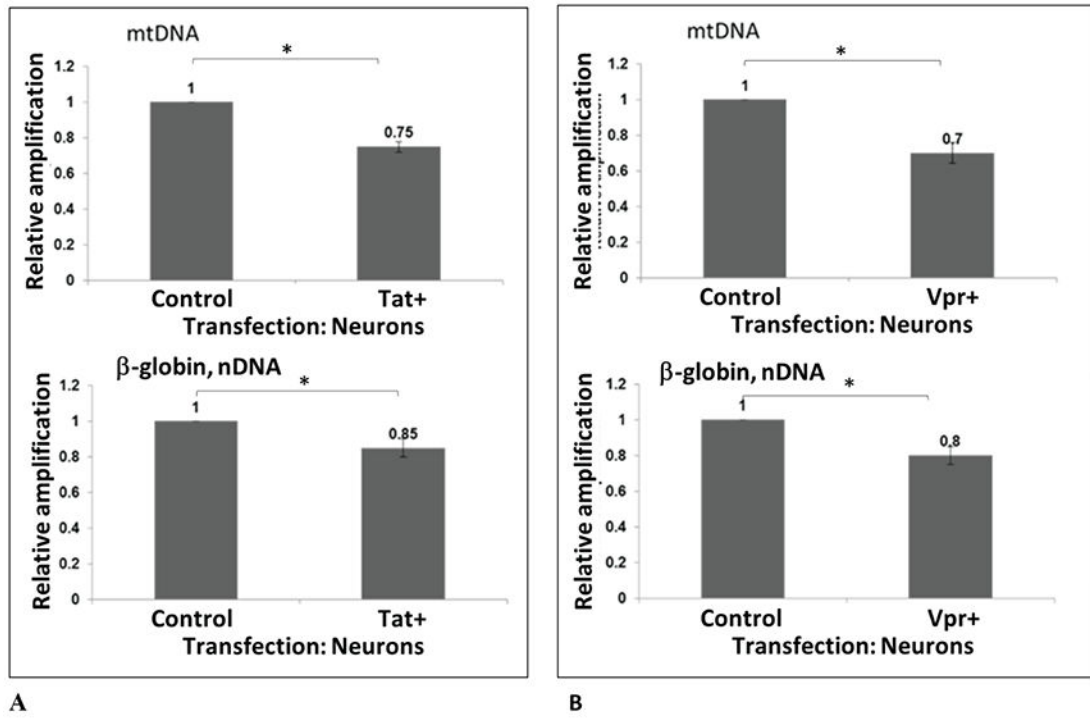 mtDNA
*
Relative amplification
1.2
1
0.8
0.6
0.4
0.2
0
1
0.75
Control Tat+
Transfection: Neurons
β-globin, nDNA
*
Relative amplification
1.2
1
0.8
0.6
0.4
0.2
0
1
0.85
Control Tat+
Transfection: Neurons
A
mtDNA
*
Relative amplification
1.2
1
0.8
0.6
0.4
0.2
0
1
0.7
Control Vpr+
Transfection: Neurons
β-globin, nDNA
*
Relative amplification
1.2
1
0.8
0.6
0.4
0.2
0
1
0.8
Control Vpr+
Transfection: Neurons
B